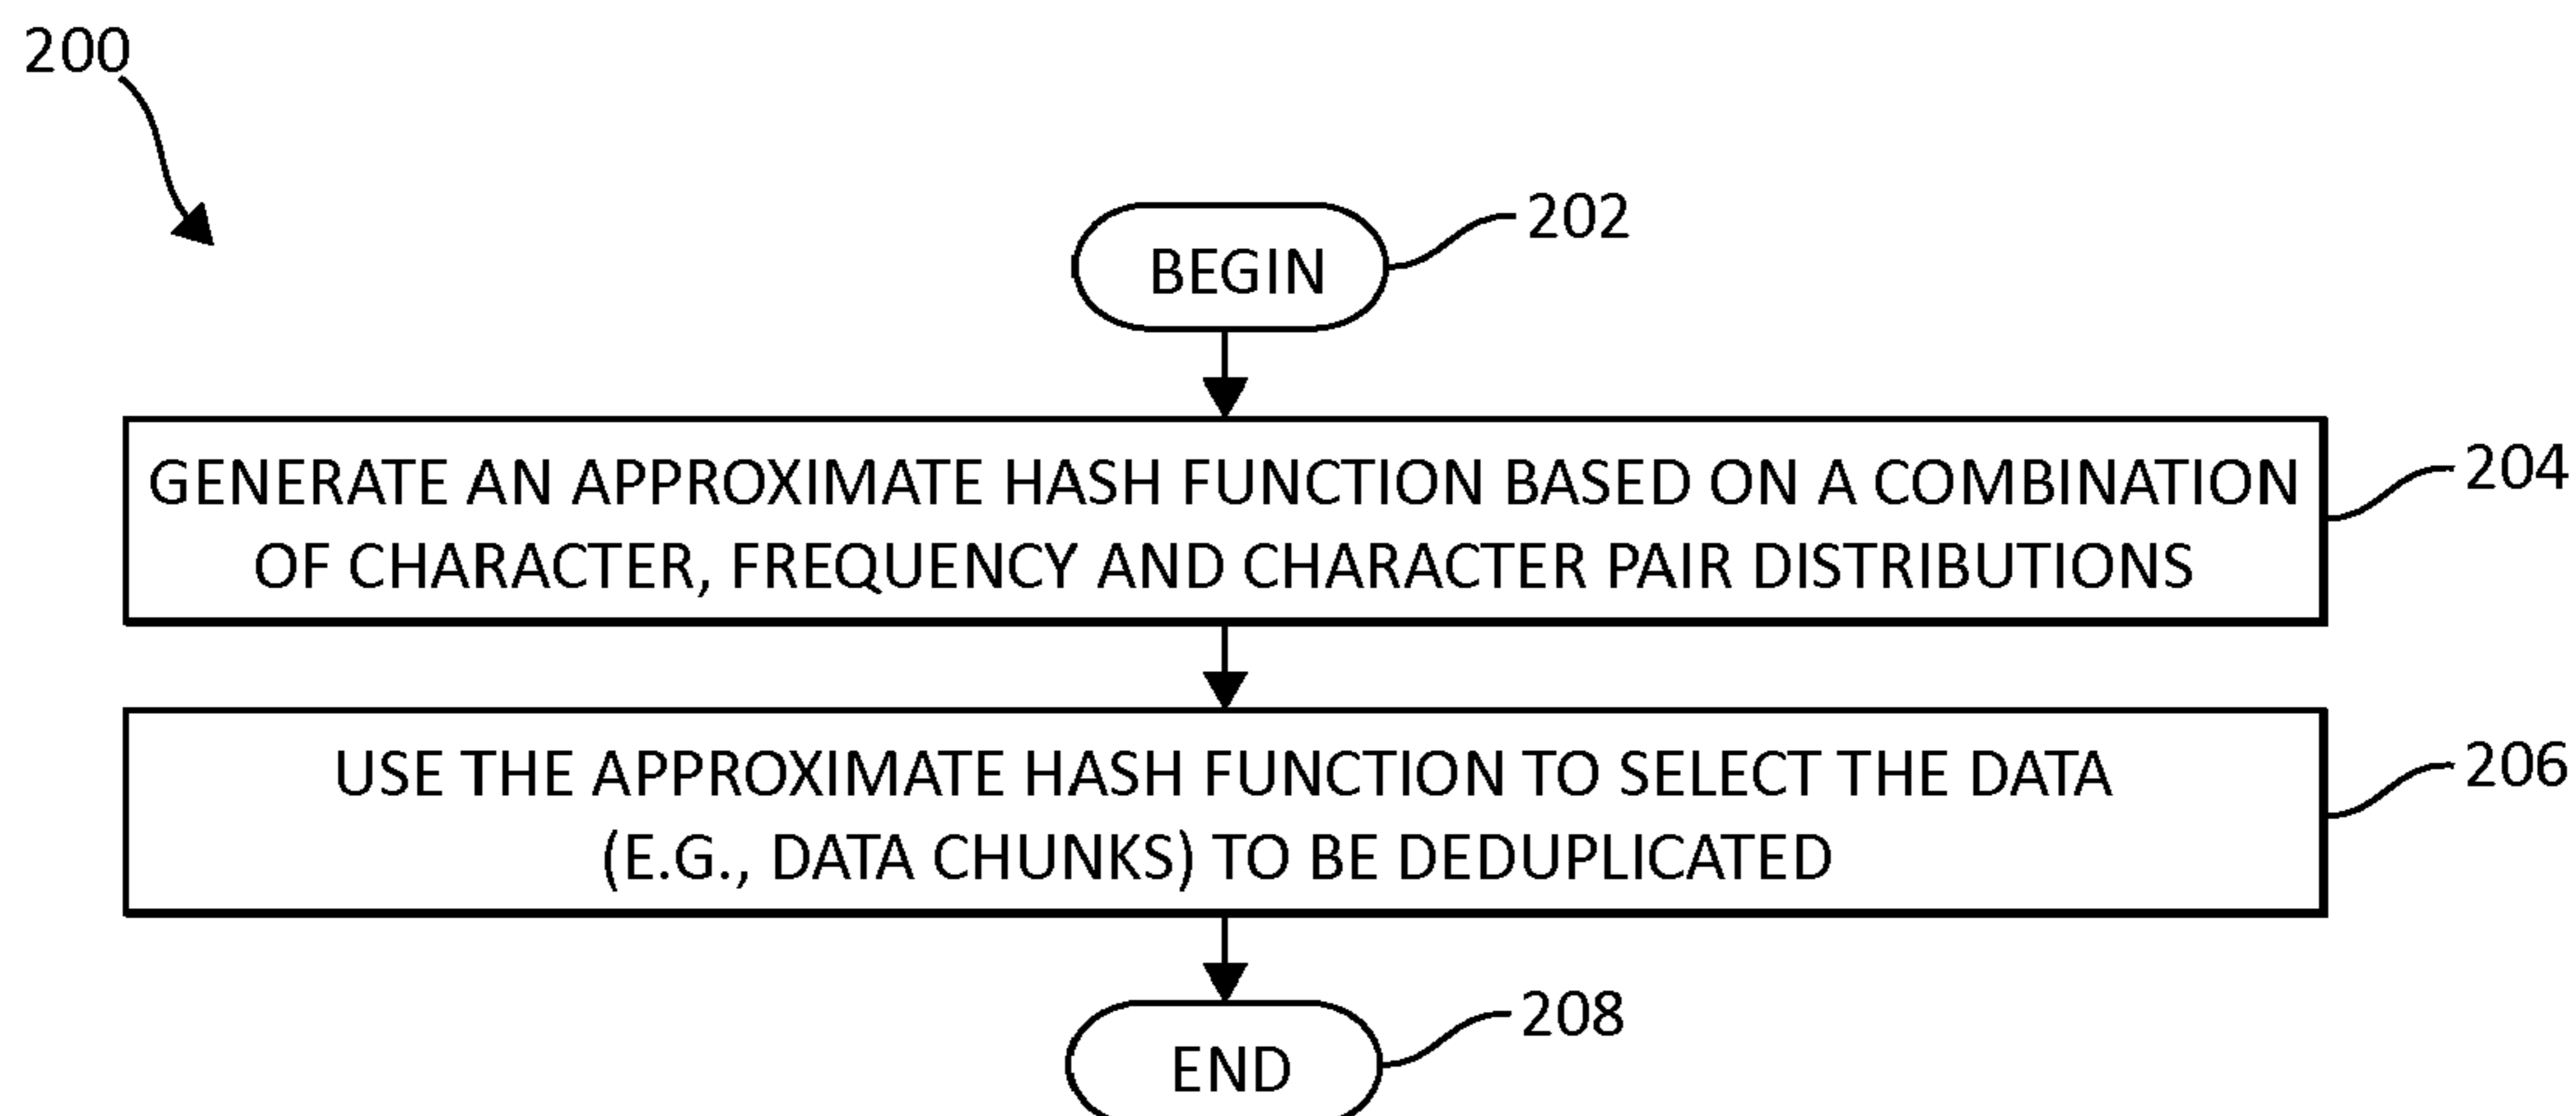 200
BEGIN
202
GENERATE AN APPROXIMATE HASH FUNCTION BASED ON A COMBINATION
OF CHARACTER, FREQUENCY AND CHARACTER PAIR DISTRIBUTIONS
204
USE THE APPROXIMATE HASH FUNCTION TO SELECT THE DATA
(E.G., DATA CHUNKS) TO BE DEDUPLICATED
206
END
208